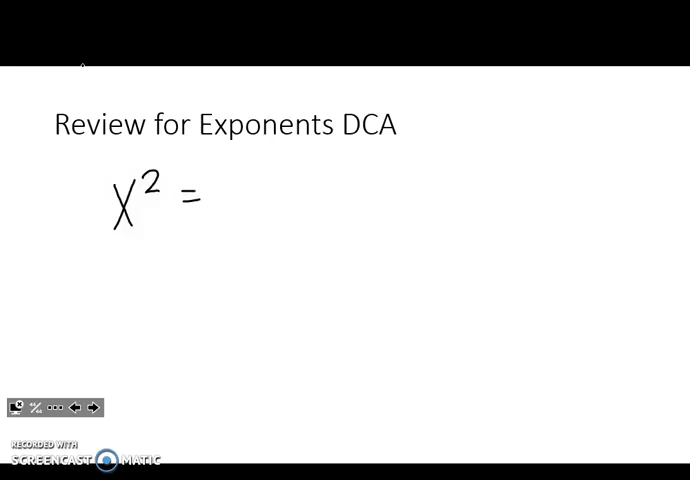 Review for Exponents DCA
X² =
RECORDED WITH
SCREENCAST MATIC